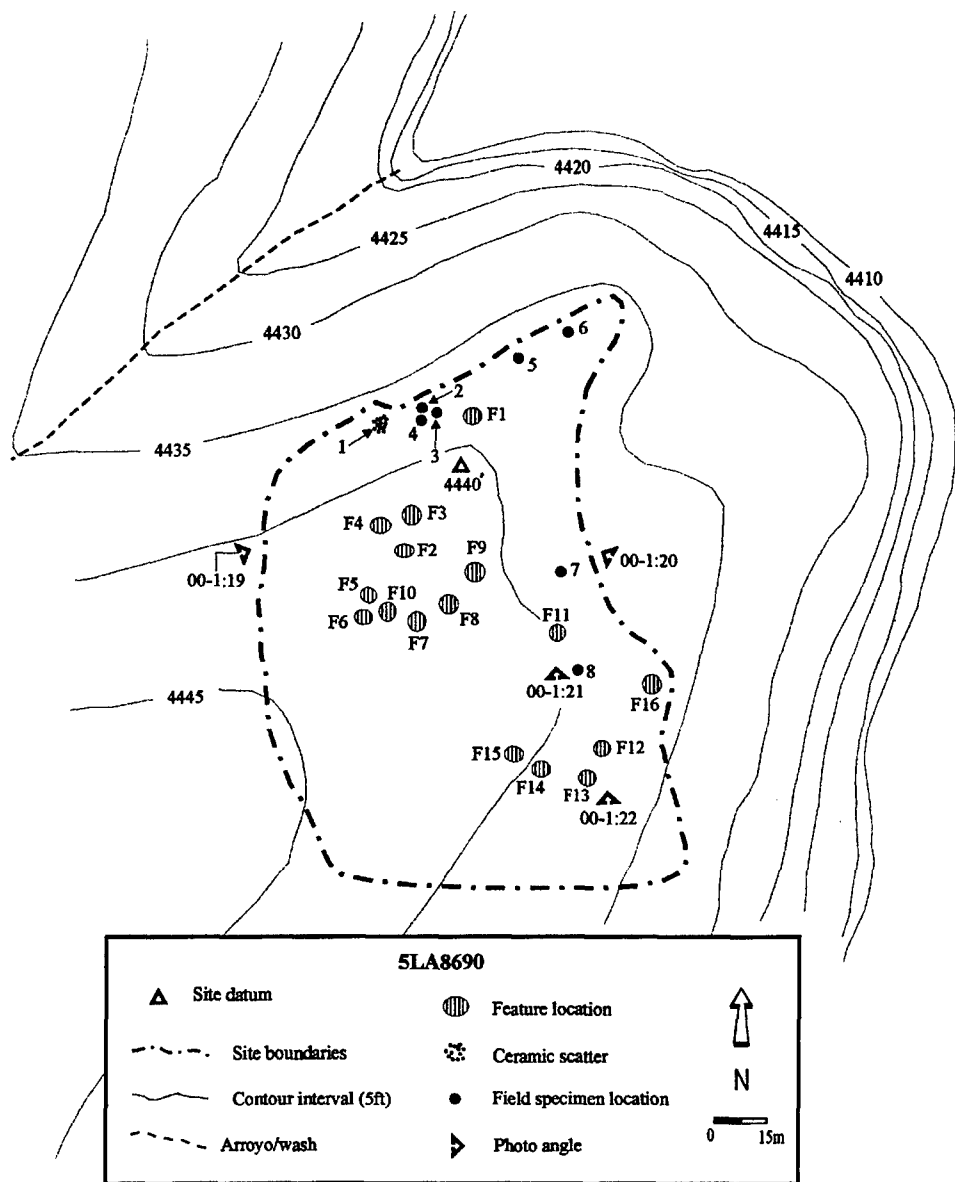 4420
4415
4425
4410
4430
6
5
2
F1
4
4435
1
3
4440'
F3
F4
F2
F9
7
00-1:20
00-1:19
F5
F10
F8
F6
F7
F11
8
4445
00-1:21
F16
F15
F12
F14
F13
00-1:22
5LA8690
Site datum
Feature location
Site boundaries
Ceramic scatter
N
Contour interval (5ft)
Field specimen location
0 15m
Arroyo/wash
Photo angle